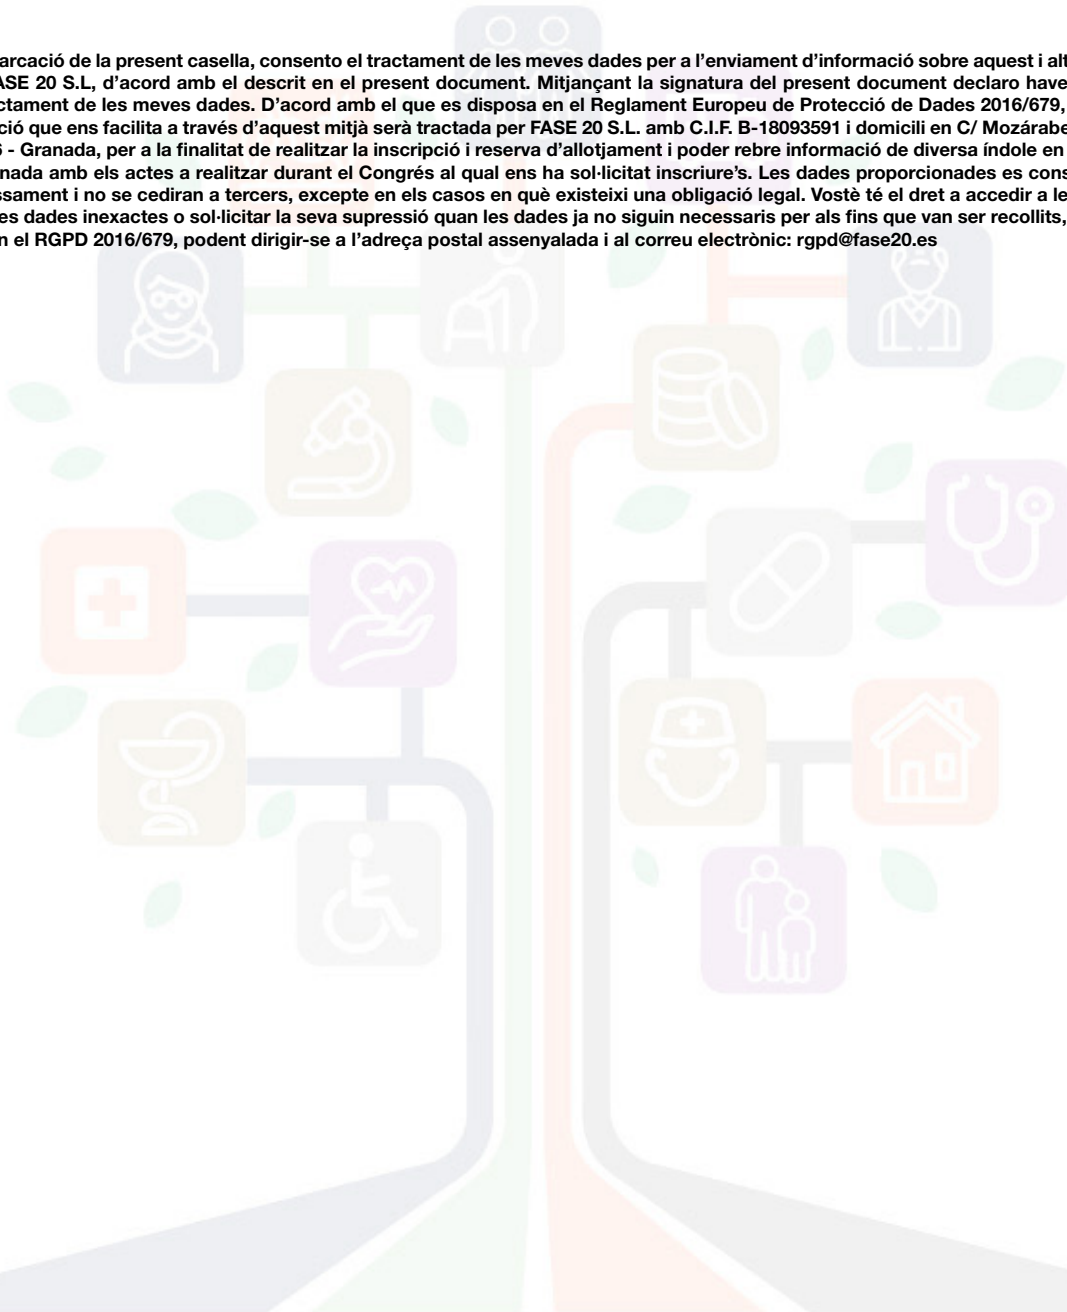 arcació de la present casella, consento el tractament de les meves dades per a l’enviament d’informació sobre aquest i alt
ASE 20 S.L, d’acord amb el descrit en el present document. Mitjançant la signatura del present document declaro have
ctament de les meves dades. D’acord amb el que es disposa en el Reglament Europeu de Protecció de Dades 2016/679,
ció que ens facilita a través d’aquest mitjà serà tractada per FASE 20 S.L. amb C.I.F. B-18093591 i domicili en C/ Mozárabe
6 - Granada, per a la finalitat de realitzar la inscripció i reserva d’allotjament i poder rebre informació de diversa índole en
nada amb els actes a realitzar durant el Congrés al qual ens ha sol·licitat inscriure’s. Les dades proporcionades es cons
ssament i no se cediran a tercers, excepte en els casos en què existeixi una obligació legal. Vostè té el dret a accedir a le
es dades inexactes o sol·licitar la seva supressió quan les dades ja no siguin necessaris per als fins que van ser recollits,
n el RGPD 2016/679, podent dirigir-se a l’adreça postal assenyalada i al correu electrònic: rgpd@fase20.es